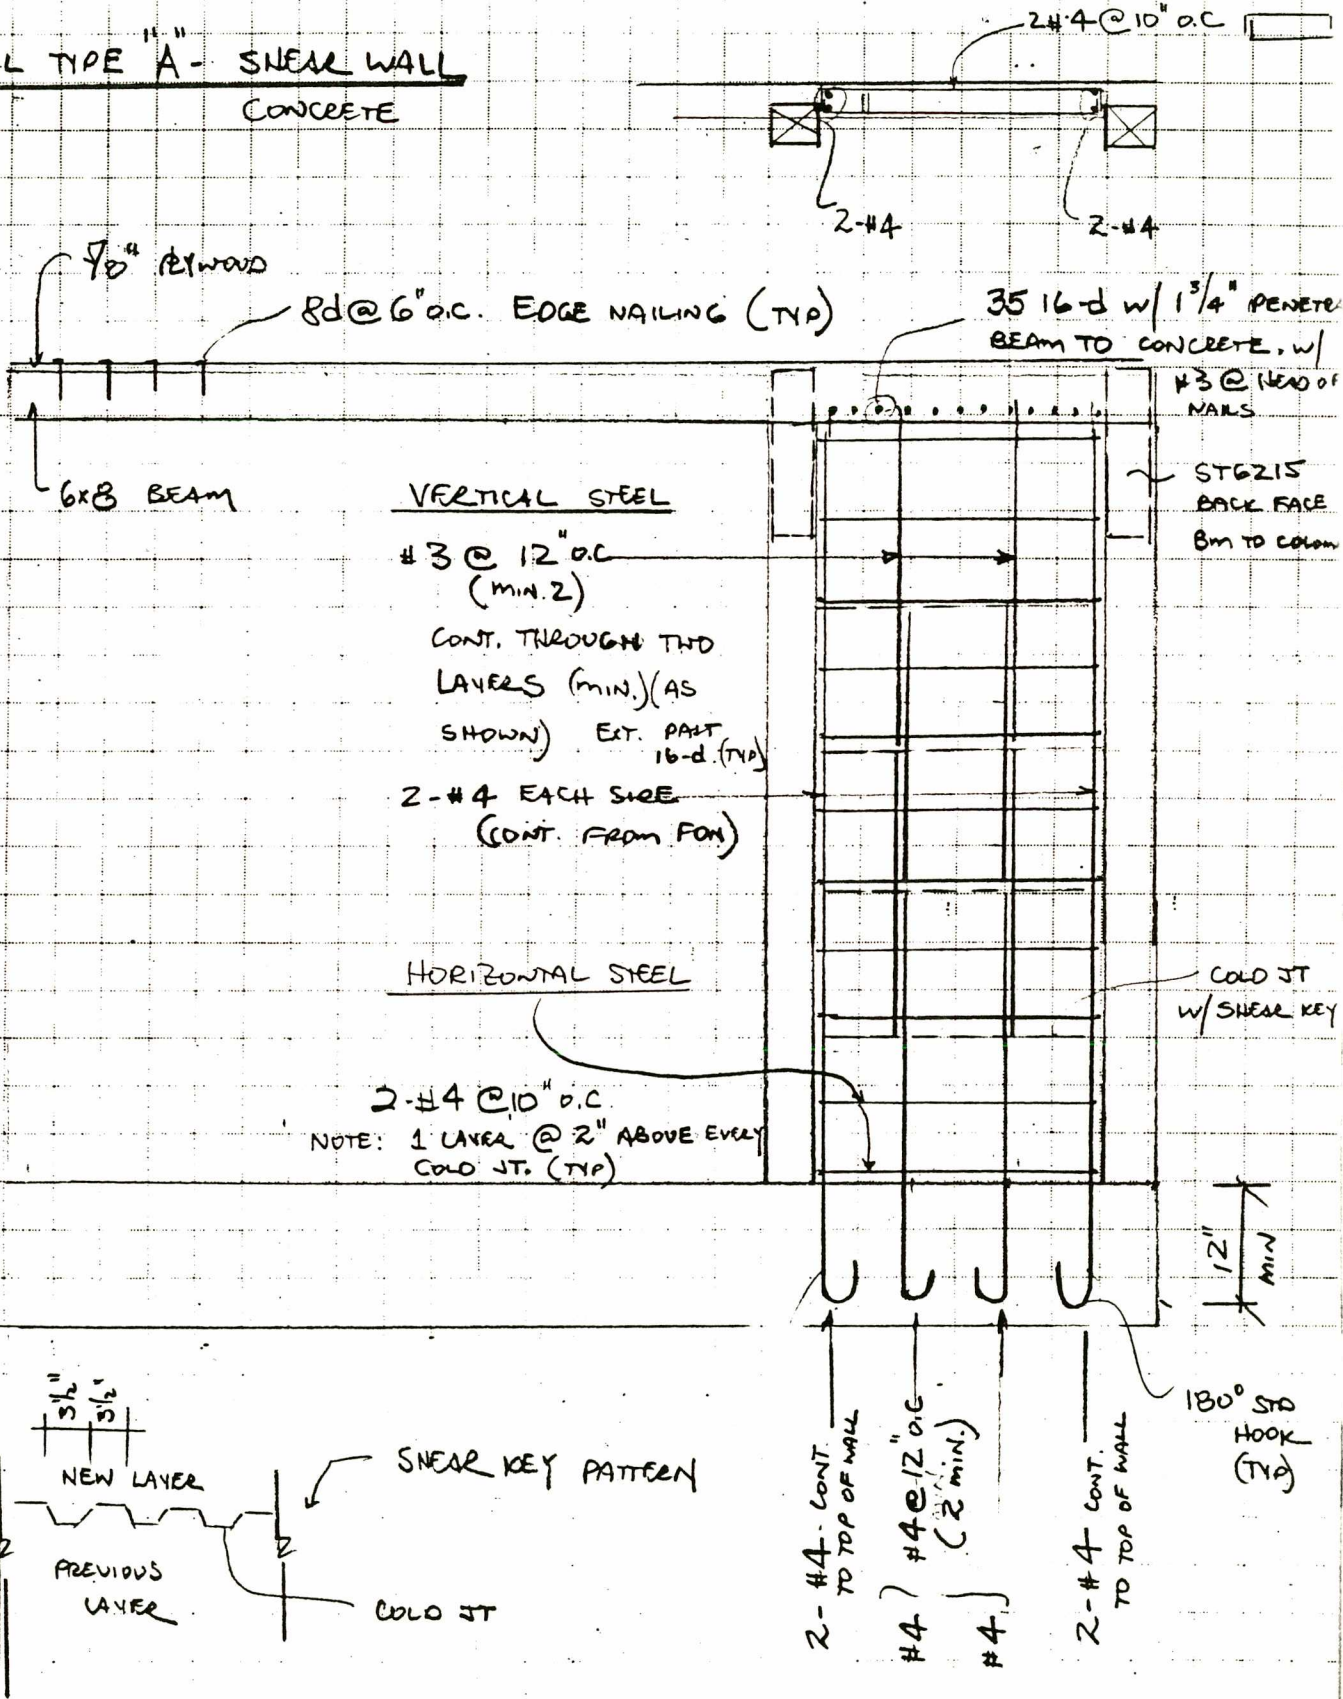 L TYPE "A" - SHEAR WALL
CONCRETE
2#4 @ 10" O.C
2-#4
2-#4
7/8" PLYWOOD
8d @ 6" O.C. EDGE NAILING (TYP)
35 16-d W/ 1 3/4" PENETR
BEAM TO CONCRETE. W/
#3 @ HEAD OF
NAILS
6x8 BEAM
ST6215
BACK FACE
BM TO COLUM
VERTICAL STEEL
#3 @ 12" O.C
(MIN. 2)
CONT. THROUGH TWO
LAYERS (MIN.) (AS
SHOWN) EXT. PAST
16-d. (TYP)
2-#4 EACH SIDE
(CONT. FROM FDN)
HORIZONTAL STEEL
COLD JT
W/ SHEAR KEY
2-#4 @ 10" O.C.
NOTE: 1 LAYER @ 2" ABOVE EVERY
COLD JT. (TYP)
12"
MIN
180° STD
HOOK
(TYP)
2-#4 CONT.
TO TOP OF WALL
#4 } #4 @ 12" O.C
(2 MIN.)
#4 }
2-#4 CONT.
TO TOP OF WALL
3 1/2" 3 1/2"
NEW LAYER
SHEAR KEY PATTERN
PREVIOUS
LAYER
COLD JT